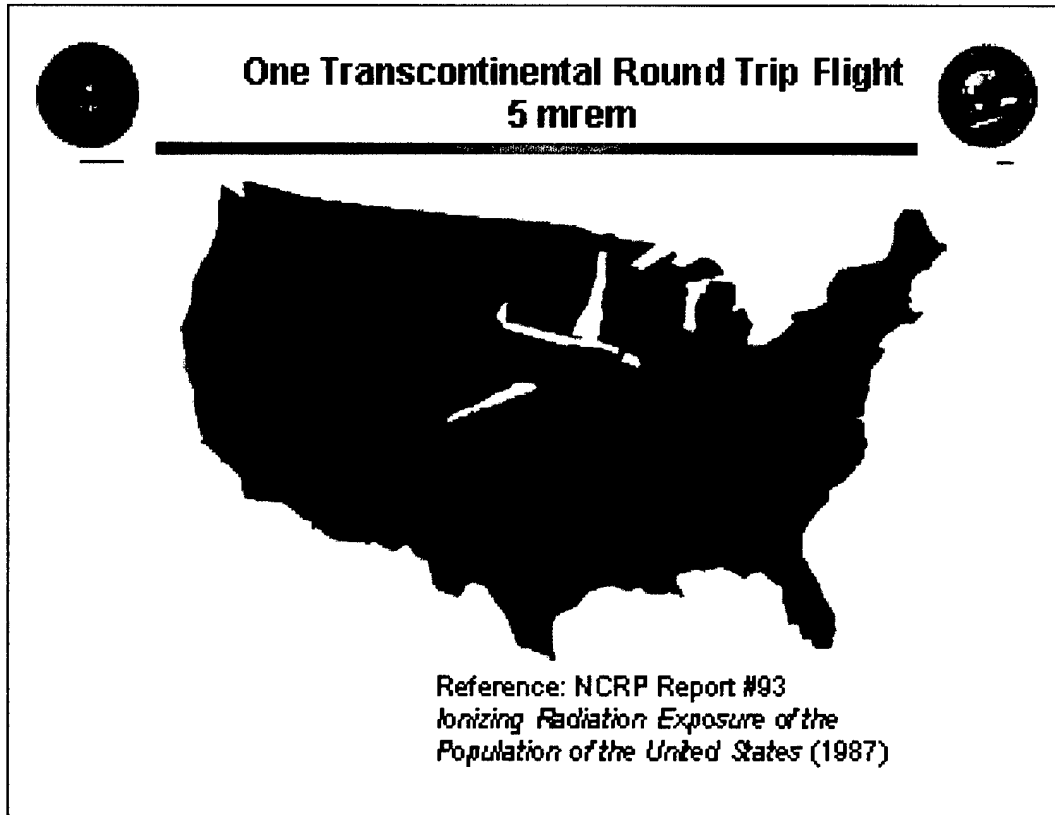 One Transcontinental Round Trip Flight
5 mrem
Reference: NCRP Report #93
Ionizing Radiation Exposure of the
Population of the United States (1987)